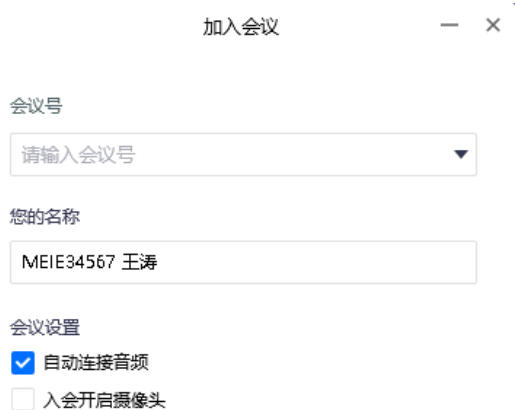 加入会议
会议号
请输入会议号
您的名称
MEIE34567 王涛
会议设置
自动连接音频
入会开启摄像头